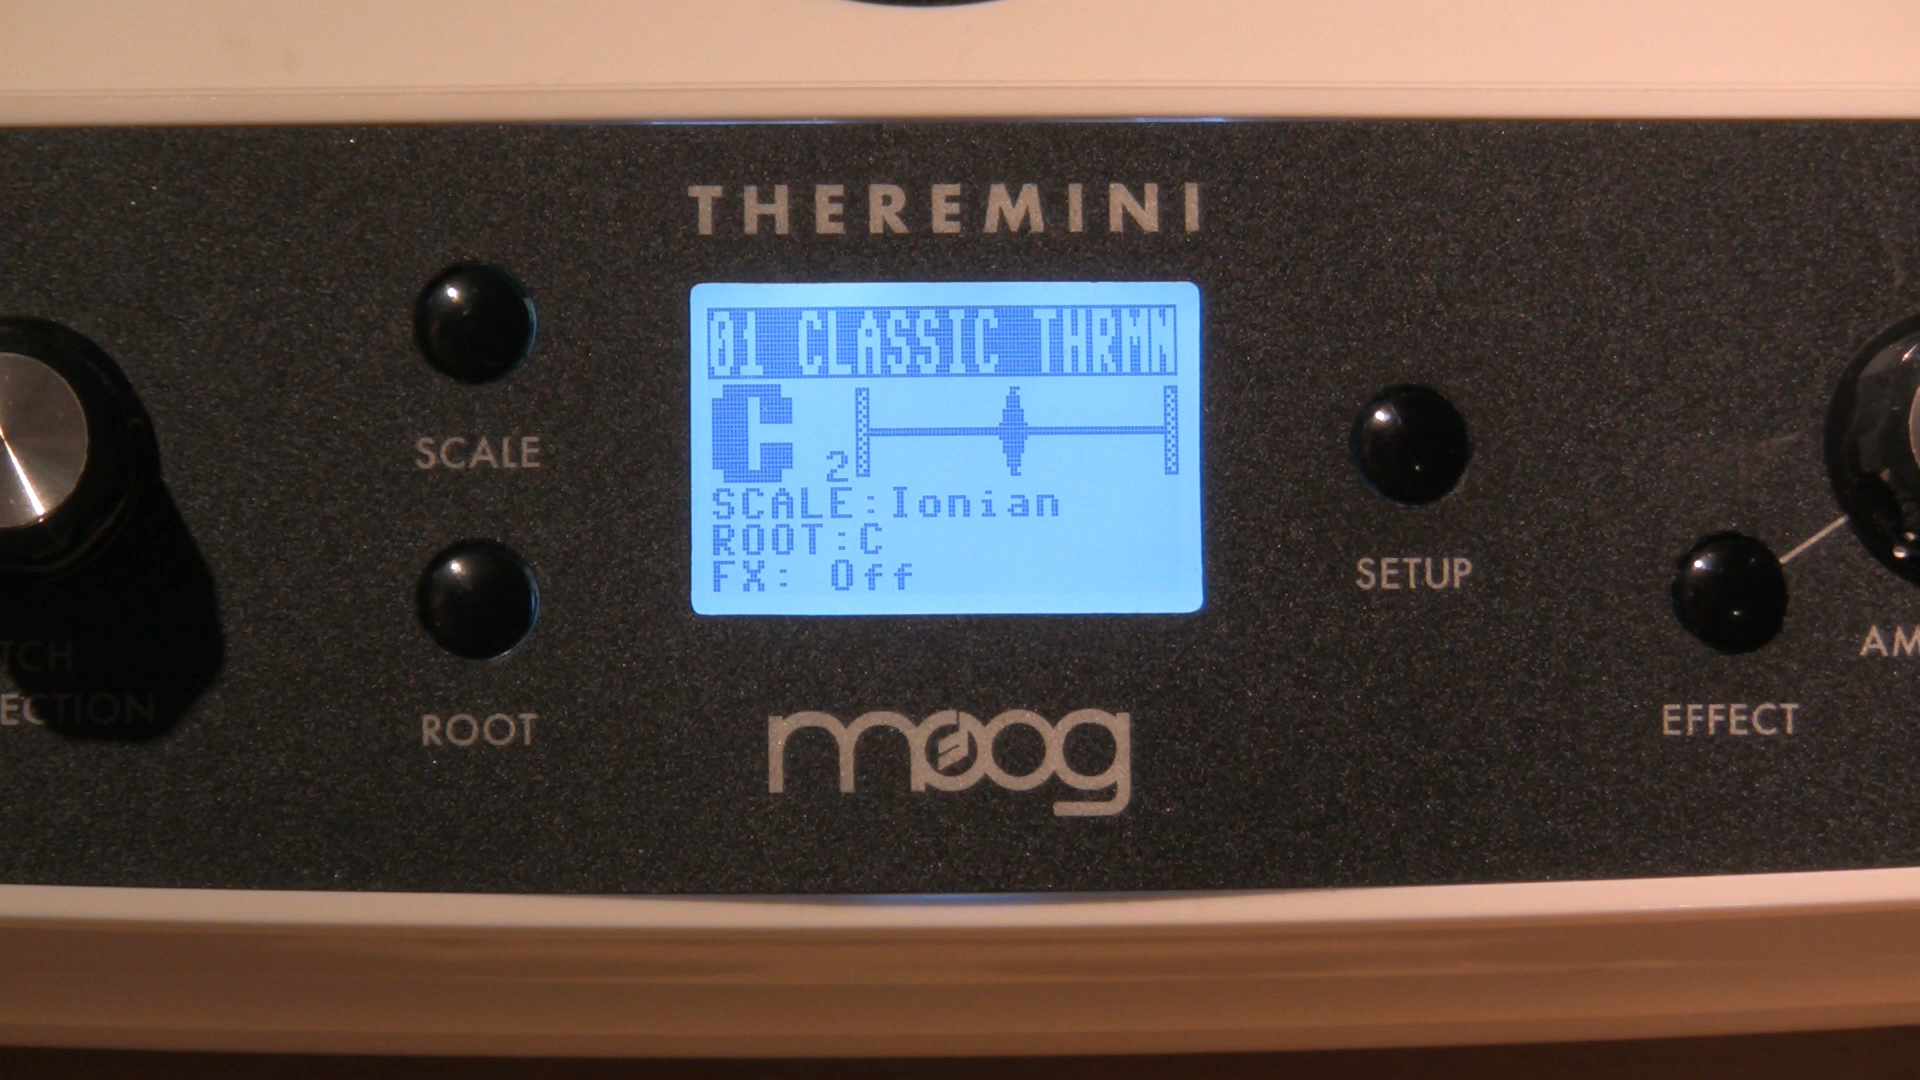 THEREMINI
01 CLASSIC THRMN
C 2
SCALE:Ionian
ROOT:C
FX: Off
SCALE
ROOT
SETUP
EFFECT
moog